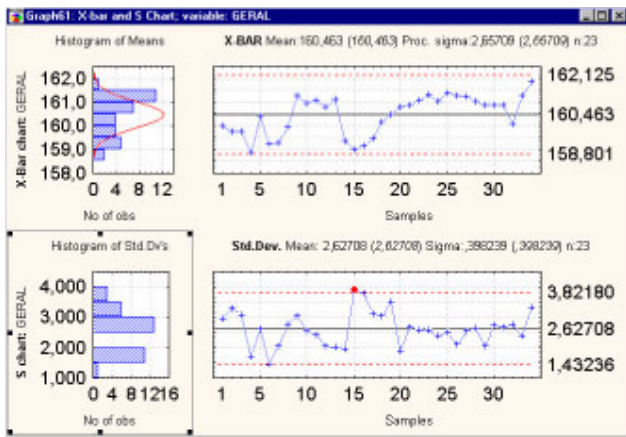 Graph61: X-bar and S Chart; variable: GERAL
Histogram of Means
X-BAR Mean:160,463 (160,463) Proc. sigma:2,65709 (2,65709) n:23
X-Bar chart: GERAL
162,0
161,0
160,0
159,0
158,0
0 4 8 12
No of obs
162,125
160,463
158,801
1 5 10 15 20 25 30
Samples
Histogram of Std.Dv's
Std.Dev. Mean: 2,62708 (2,62708) Sigma:,398239 (,398239) n:23
S chart: GERAL
4,000
3,000
2,000
1,000
0 4 8 1216
No of obs
3,82180
2,62708
1,43236
1 5 10 15 20 25 30
Samples